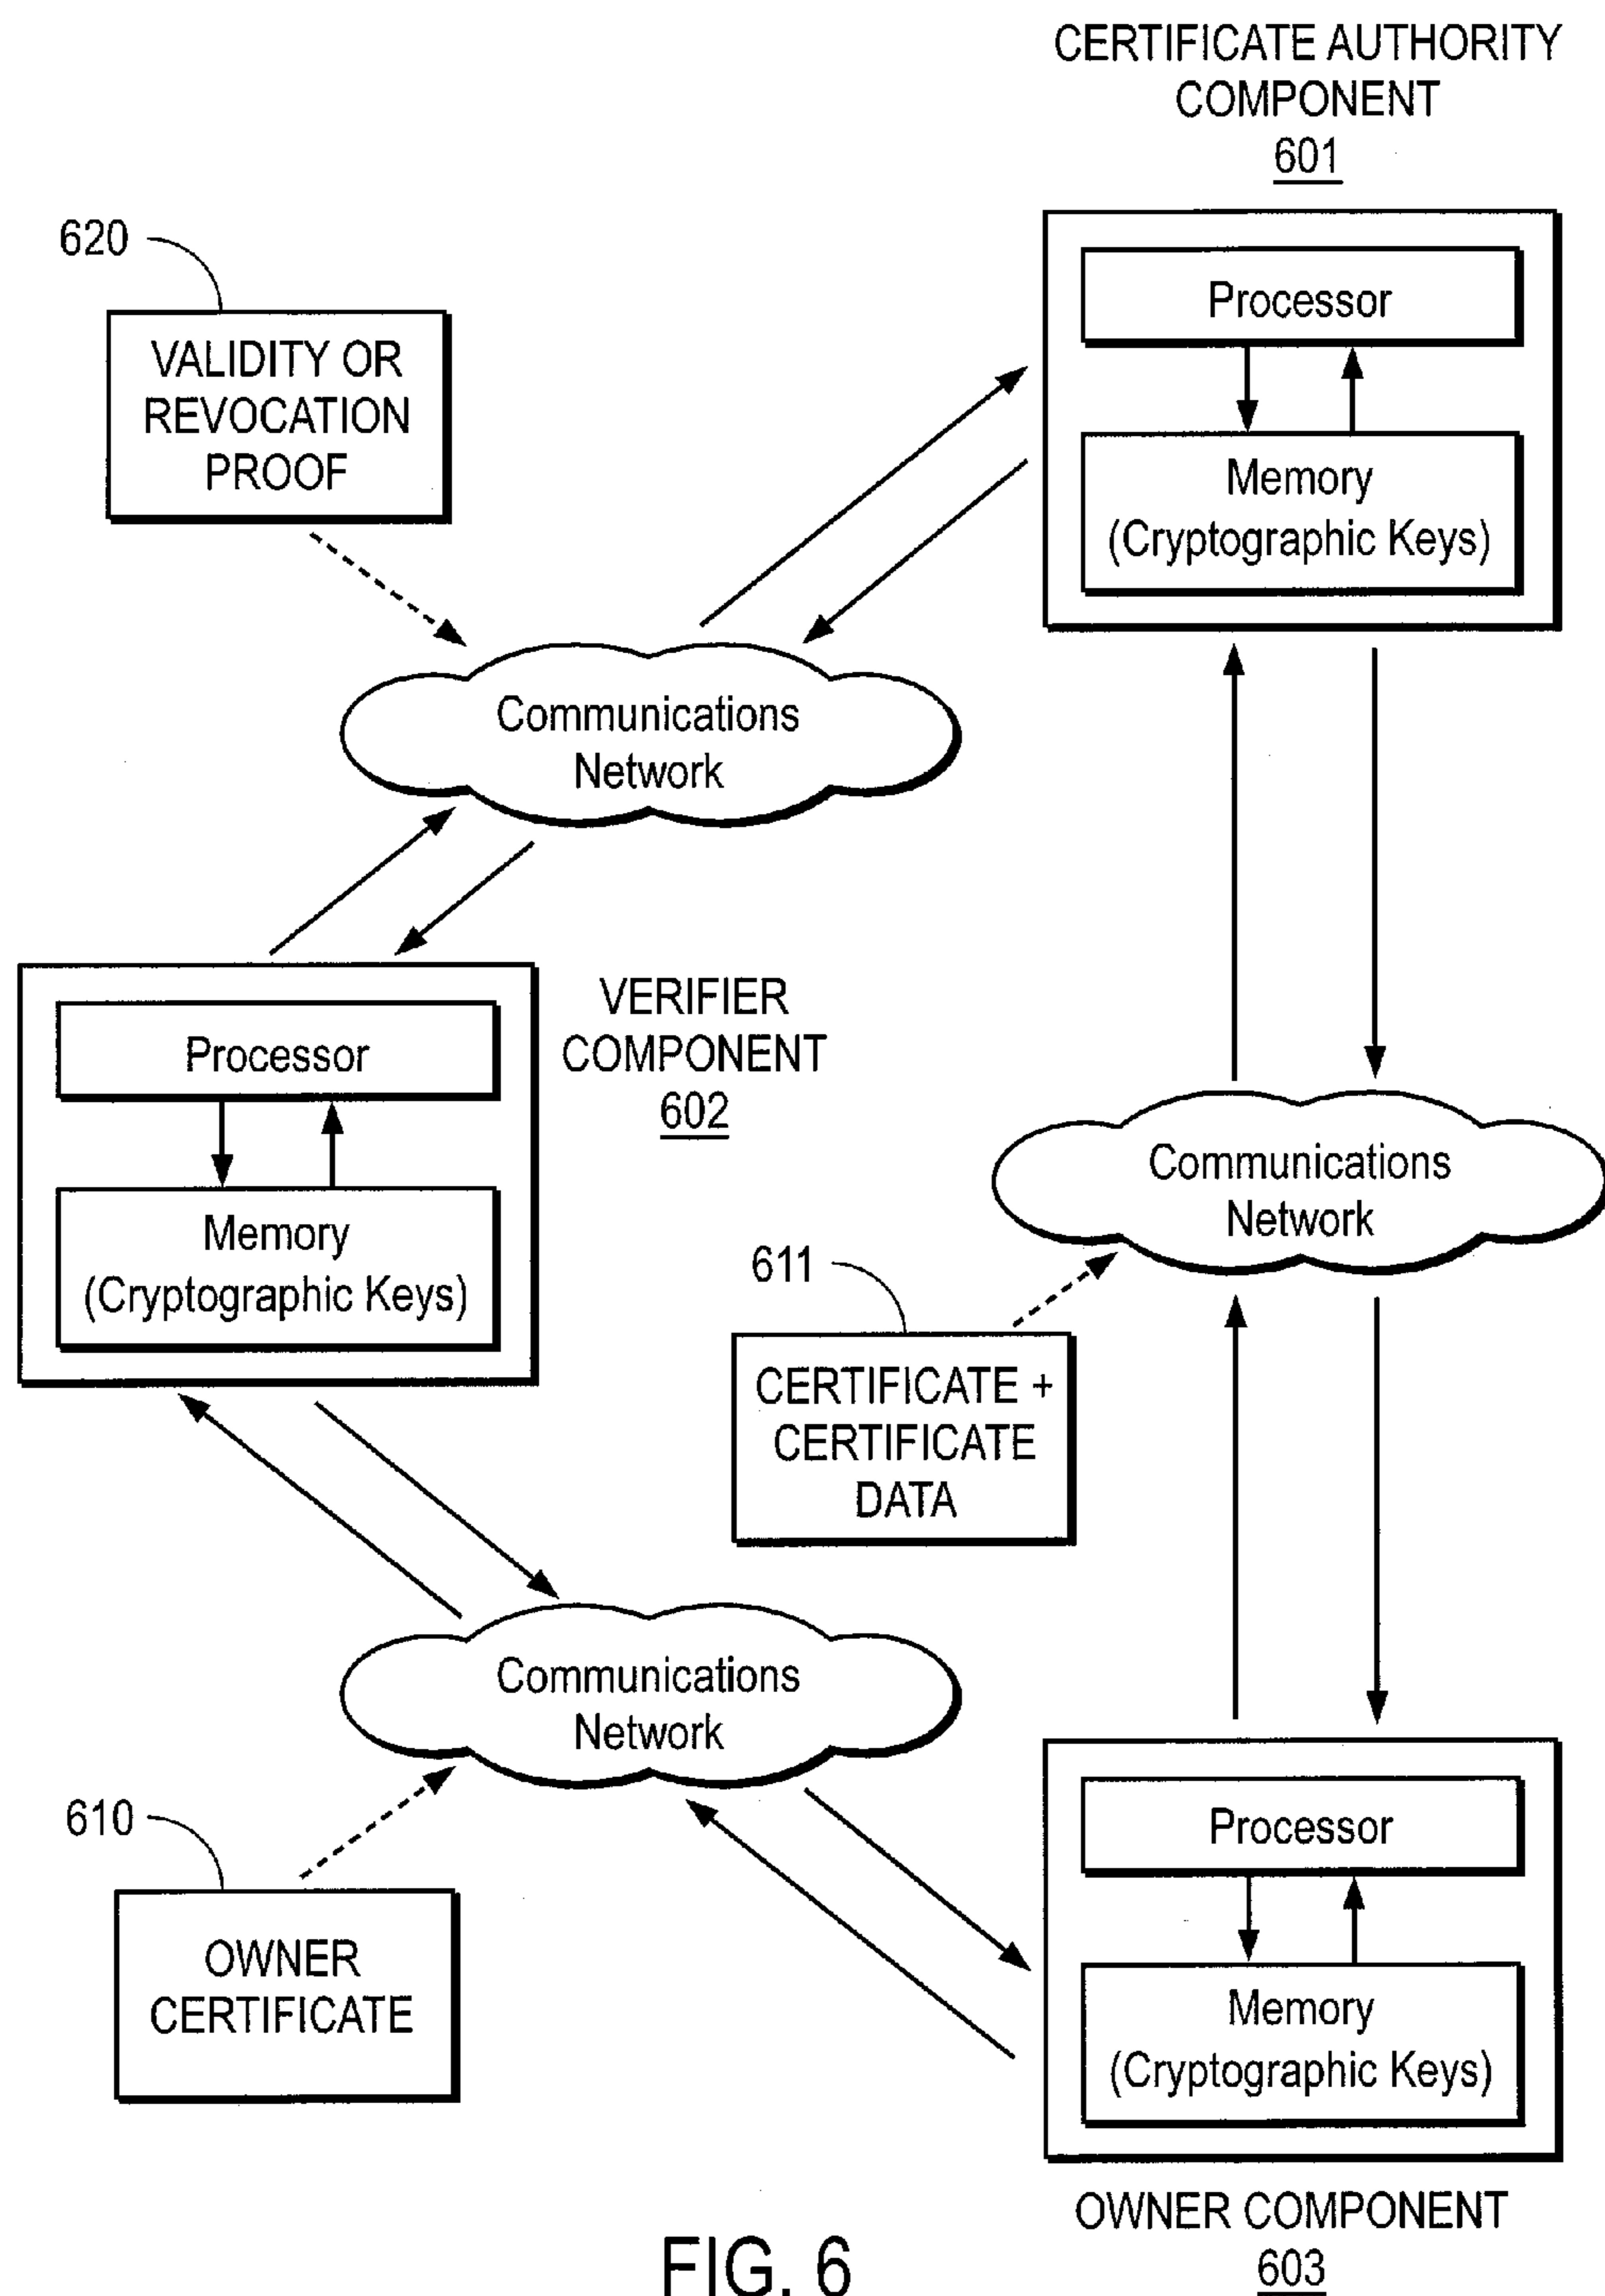 CERTIFICATE AUTHORITY
COMPONENT
601
620
Processor
VALIDITY OR
REVOCATION
PROOF
Memory
(Cryptographic Keys)
Communications
Network
VERIFIER
COMPONENT
602
Processor
Memory
(Cryptographic Keys)
Communications
Network
611
CERTIFICATE +
CERTIFICATE
DATA
Communications
Network
610
OWNER
CERTIFICATE
Processor
Memory
(Cryptographic Keys)
OWNER COMPONENT
603
FIG. 6